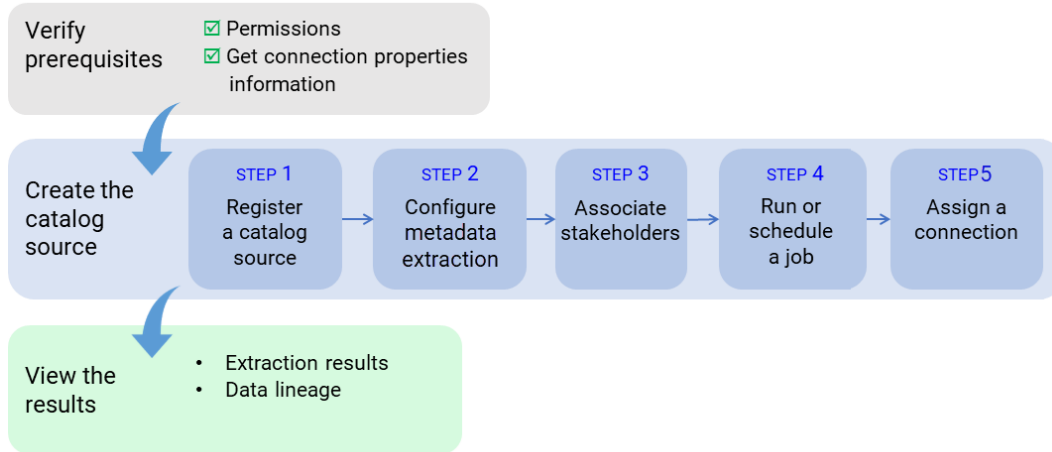 Verify
prerequisites
☑ Permissions
☑ Get connection properties
information
Create the
catalog
source
STEP 1
Register
a catalog
source
STEP 2
Configure
metadata
extraction
STEP 3
Associate
stakeholders
STEP 4
Run or
schedule
a job
STEP5
Assign a
connection
View the
results
• Extraction results
• Data lineage